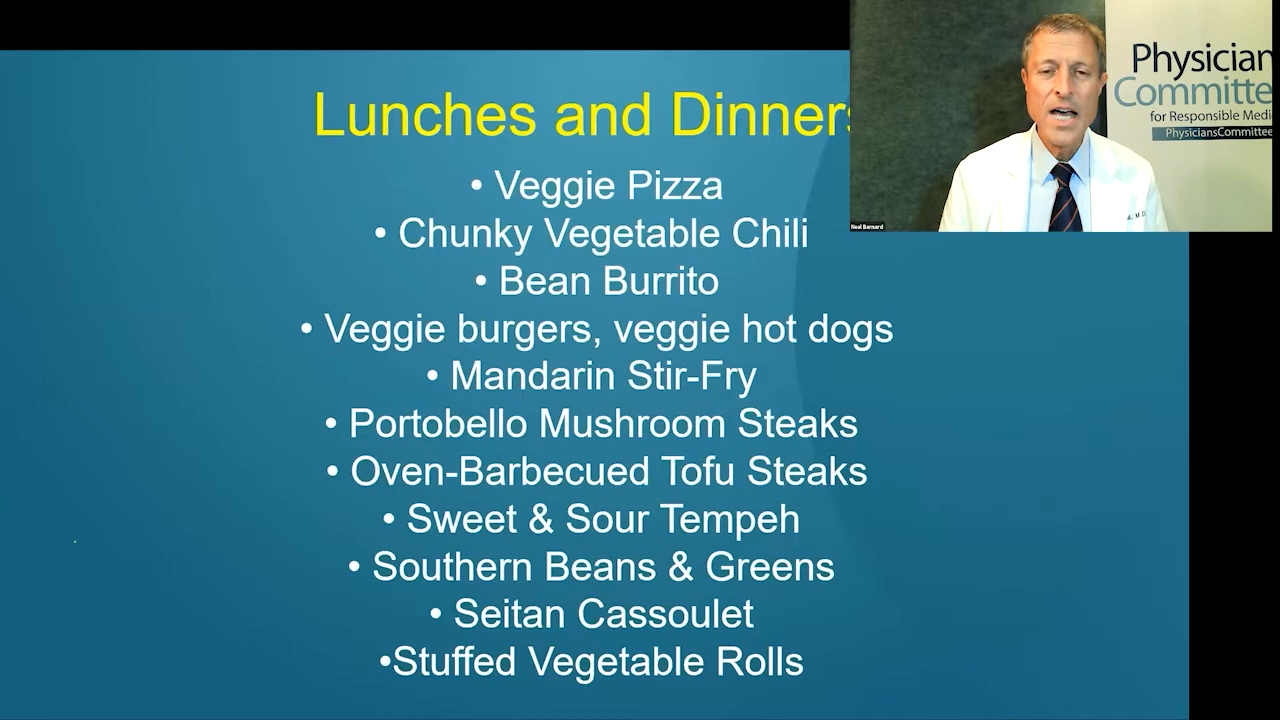 Lunches and Dinners
• Veggie Pizza
• Chunky Vegetable Chili
• Bean Burrito
• Veggie burgers, veggie hot dogs
• Mandarin Stir-Fry
• Portobello Mushroom Steaks
• Oven-Barbecued Tofu Steaks
• Sweet & Sour Tempeh
• Southern Beans & Greens
• Seitan Cassoulet
•Stuffed Vegetable Rolls
Physician
Committe
for Responsible Medi
PhysiciansCommittee
Neal Barnard
M.D.